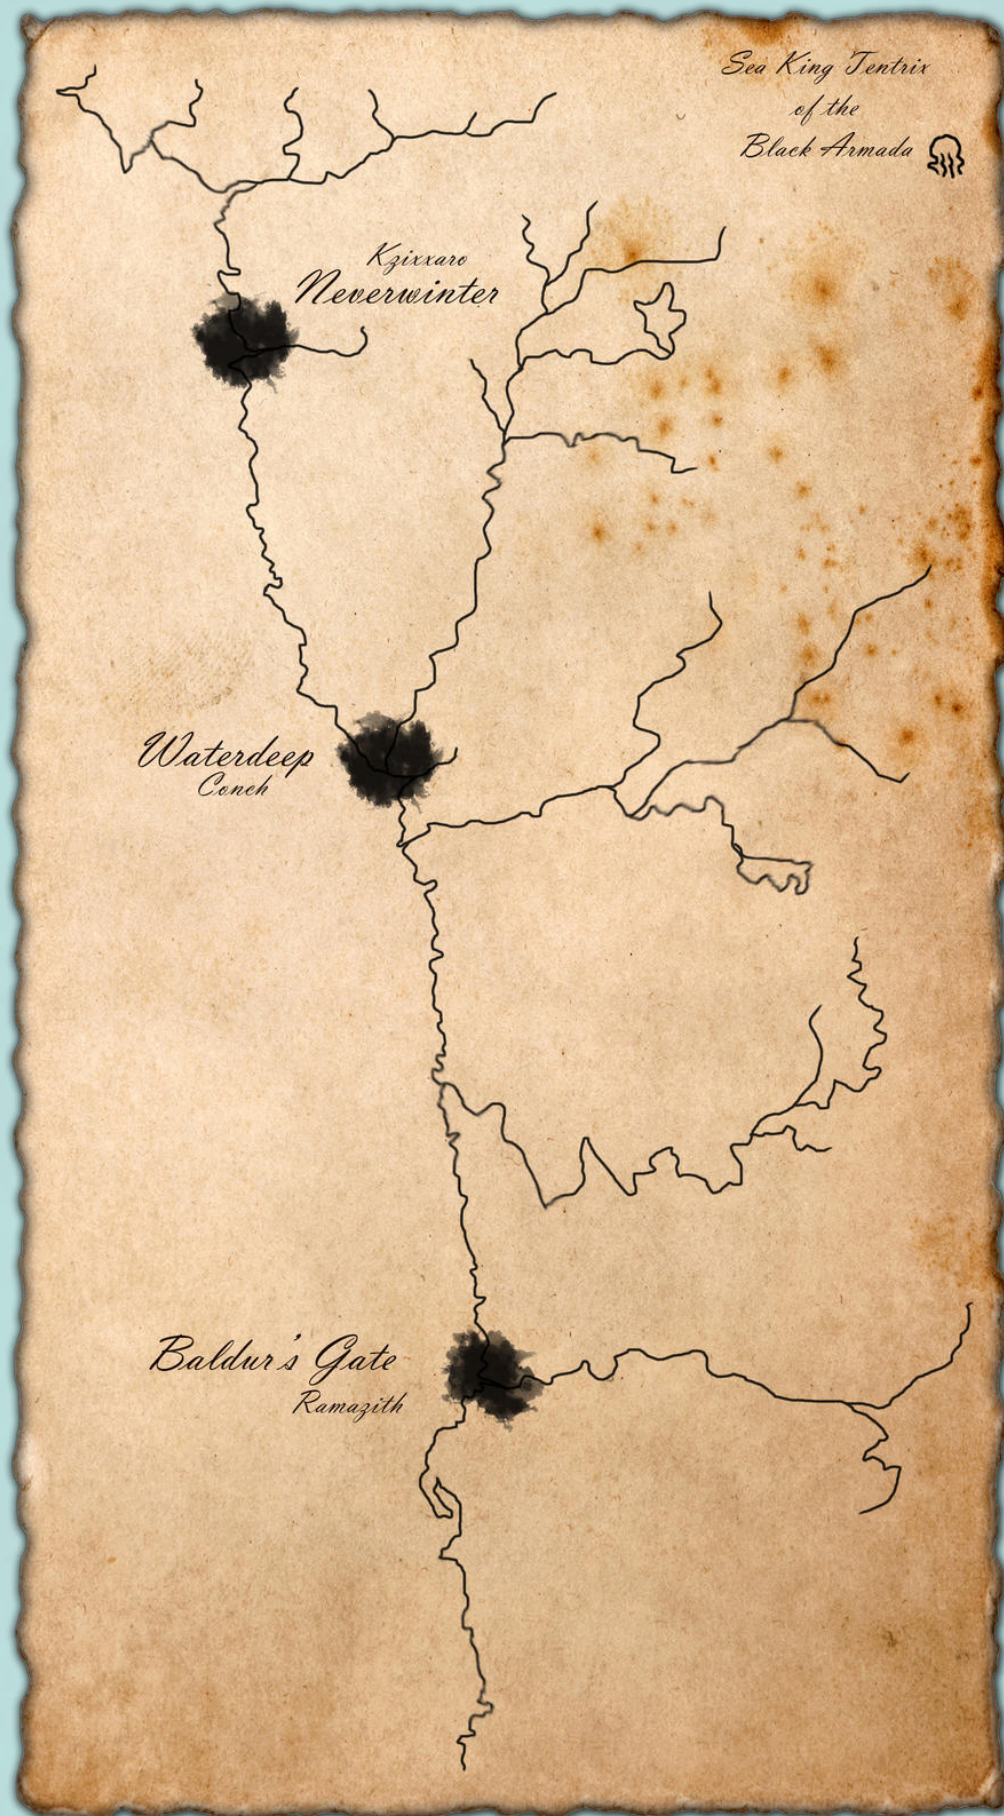 Sea King Tentrix
of the
Black Armada
Kzixxaro
Neverwinter
Waterdeep
Conch
Baldur's Gate
Ramazith